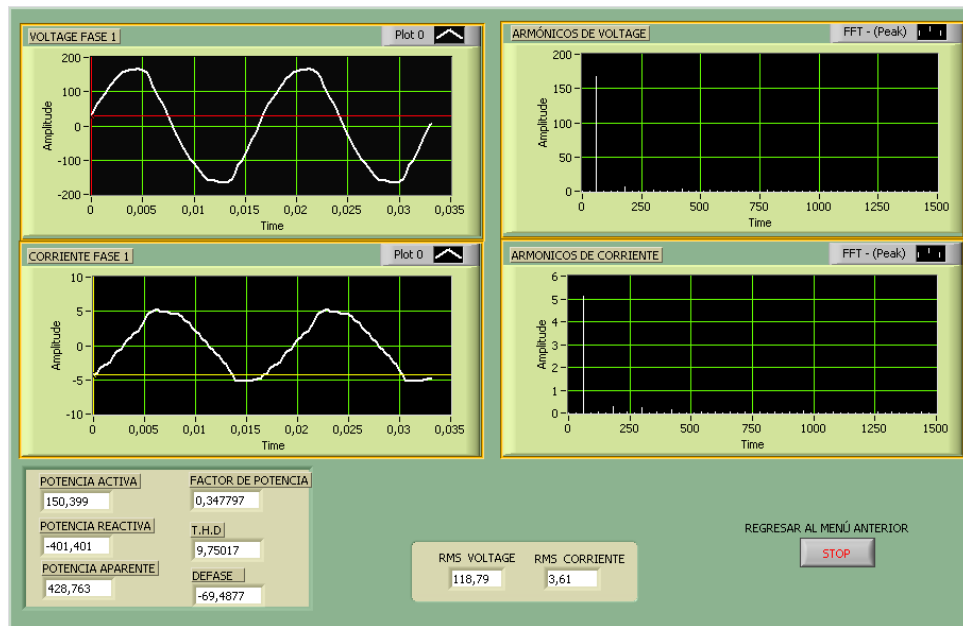 VOLTAGE FASE 1
Plot 0
Amplitude
200
100
0
-100
-200
0 0,005 0,01 0,015 0,02 0,025 0,03 0,035
Time
ARMÓNICOS DE VOLTAGE
FFT - (Peak)
Amplitude
200
150
100
50
0
0 250 500 750 1000 1250 1500
Time
CORRIENTE FASE 1
Plot 0
Amplitude
10
5
0
-5
-10
0 0,005 0,01 0,015 0,02 0,025 0,03 0,035
Time
ARMONICOS DE CORRIENTE
FFT - (Peak)
Amplitude
6
5
4
3
2
1
0
0 250 500 750 1000 1250 1500
Time
POTENCIA ACTIVA
150,399
POTENCIA REACTIVA
-401,401
POTENCIA APARENTE
428,763
FACTOR DE POTENCIA
0,347797
T.H.D
9,75017
DEFASE
-69,4877
RMS VOLTAGE
118,79
RMS CORRIENTE
3,61
REGRESAR AL MENÚ ANTERIOR
STOP